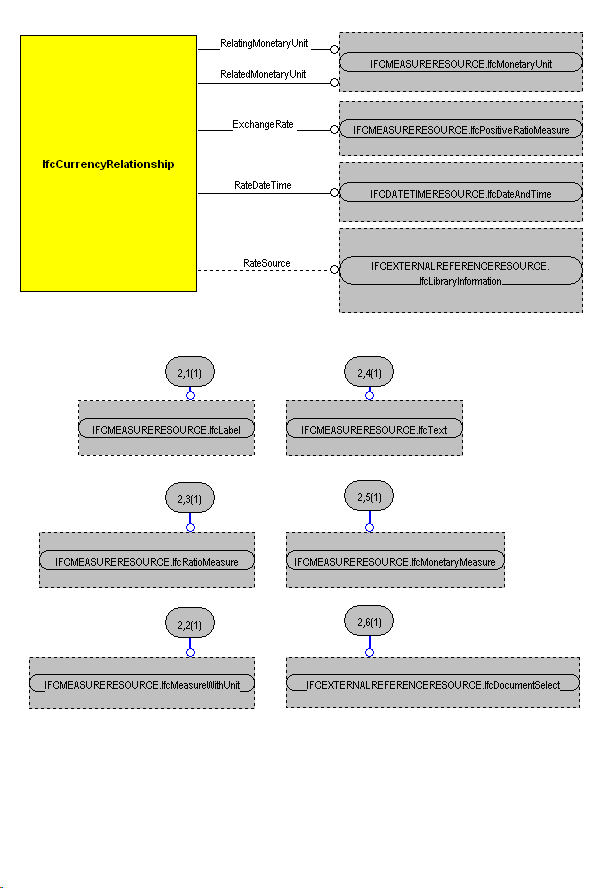 RelatingMonetaryUnit
IFCMEASURERESOURCE.IfcMonetaryUnit
RelatedMonetaryUnit
ExchangeRate
IFCMEASURERESOURCE.IfcPositiveRatioMeasure
IfcCurrencyRelationship
RateDateTime
IFCDATETIMERESOURCE.IfcDateAndTime
RateSource
IFCEXTERNALREFERENCERESOURCE.
IfcLibraryInformation
2,1(1)
2,4(1)
IFCMEASURERESOURCE.IfcLabel
IFCMEASURERESOURCE.IfcText
2,3(1)
2,5(1)
IFCMEASURERESOURCE.IfcRatioMeasure
IFCMEASURERESOURCE.IfcMonetaryMeasure
2,2(1)
2,6(1)
IFCMEASURERESOURCE.IfcMeasureWithUnit
IFCEXTERNALREFERENCERESOURCE.IfcDocumentSelect